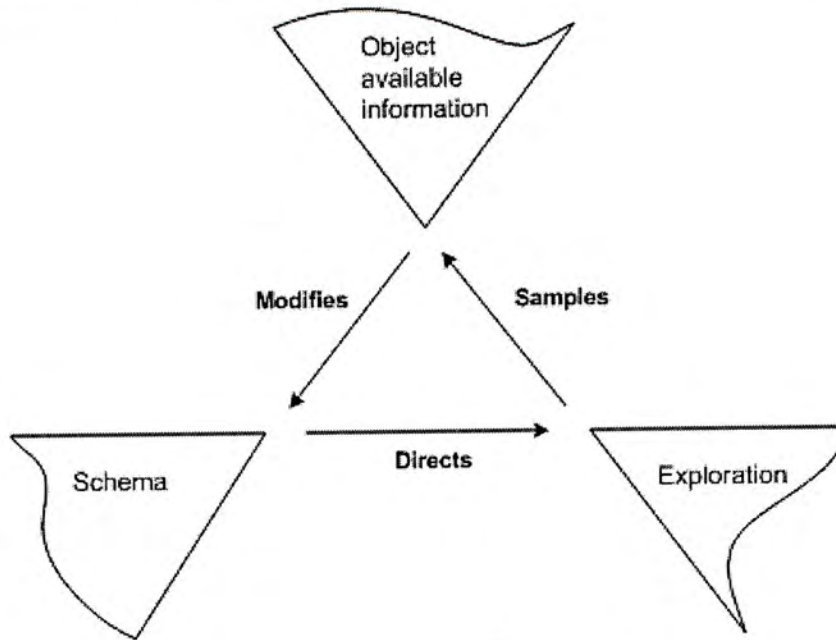 Object
available
information
Modifies
Samples
Schema
Directs
Exploration